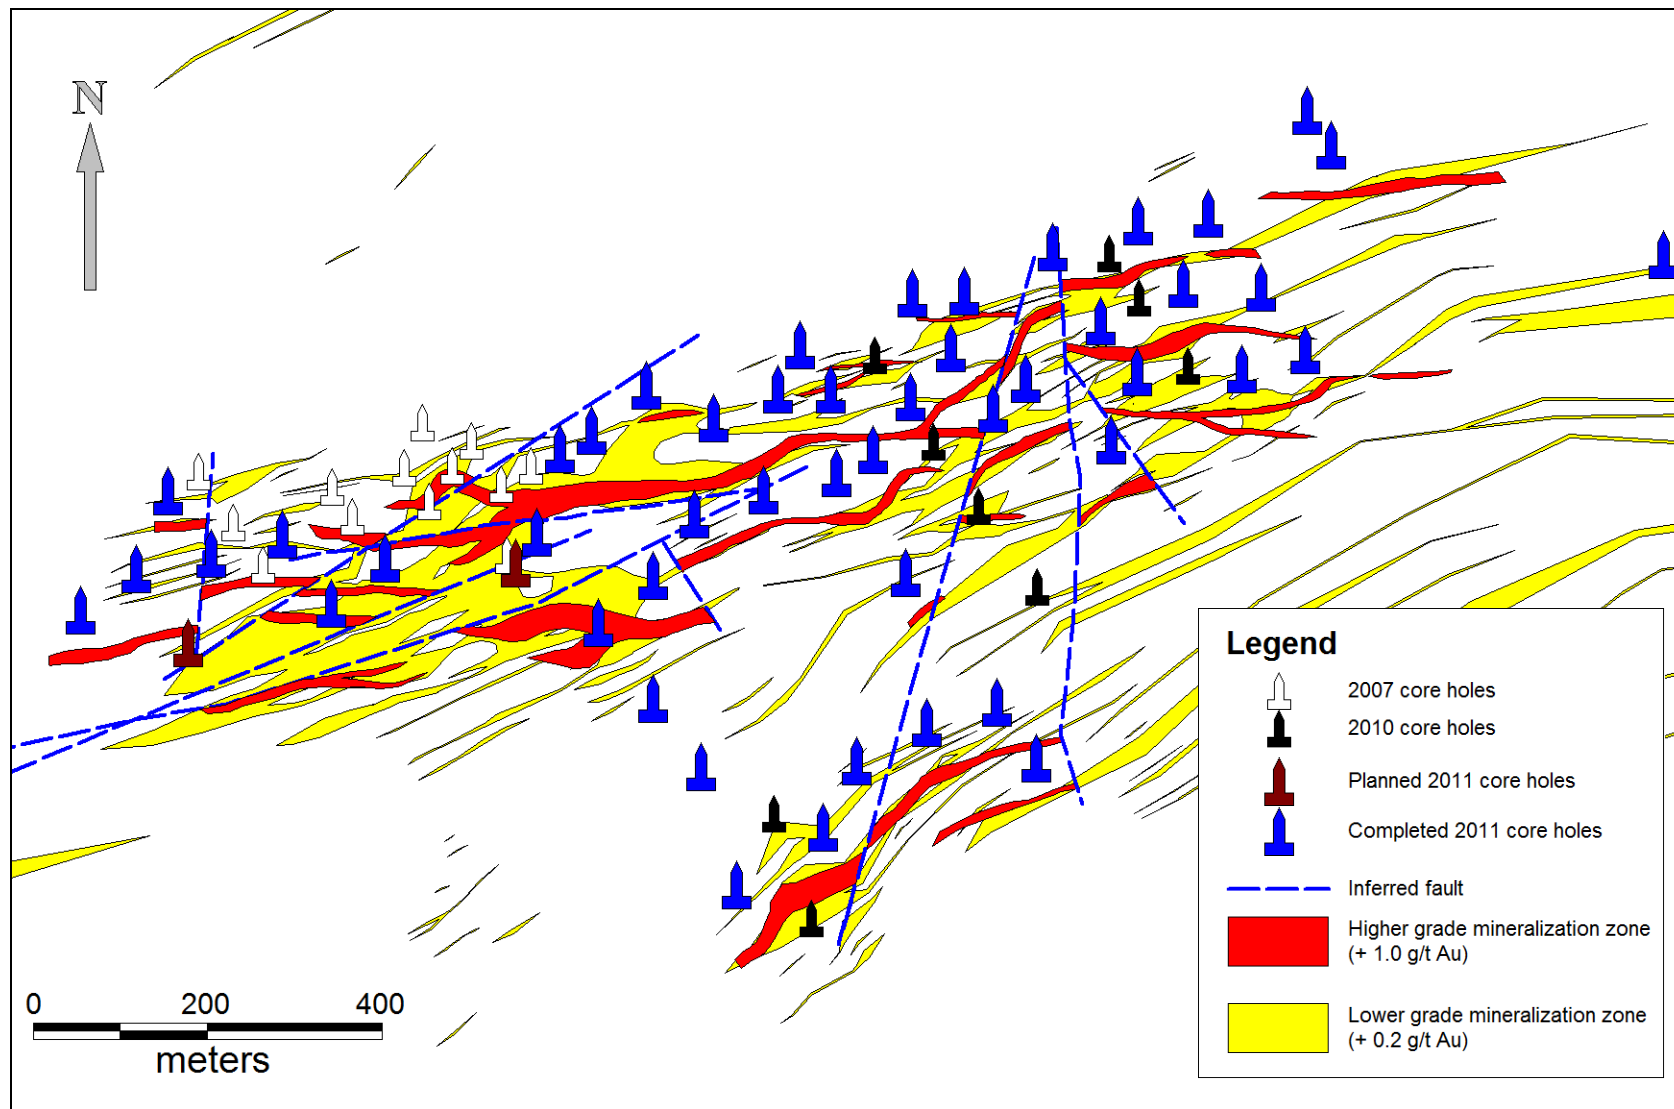 N
Legend
2007 core holes
2010 core holes
Planned 2011 core holes
Completed 2011 core holes
Inferred fault
Higher grade mineralization zone
(+ 1.0 g/t Au)
Lower grade mineralization zone
(+ 0.2 g/t Au)
0 200 400
meters